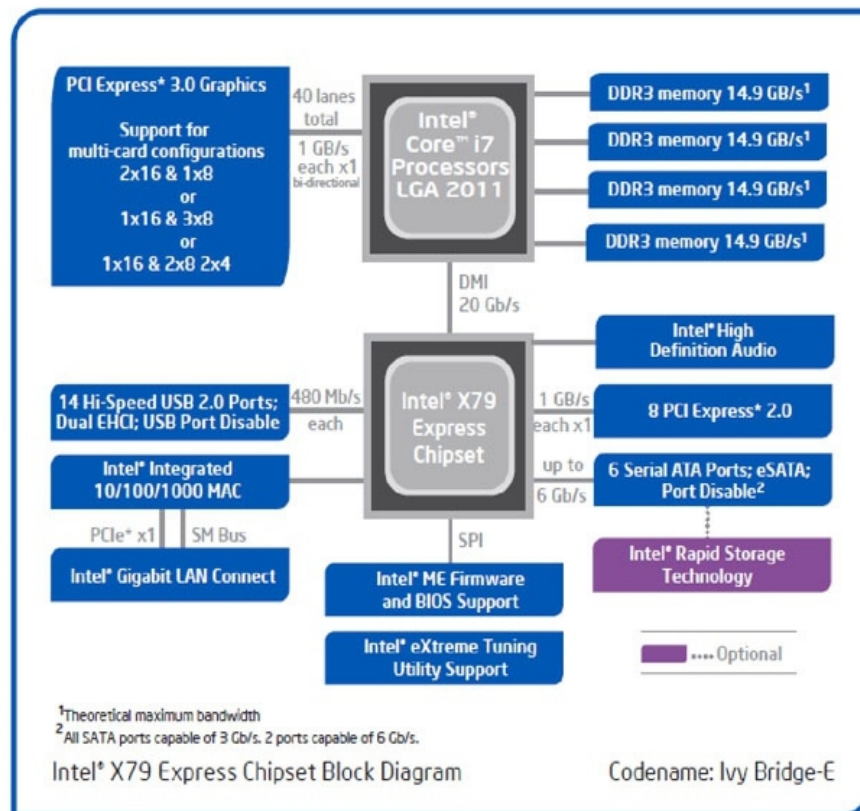 PCI Express* 3.0 Graphics
Support for
multi-card configurations
2x16 & 1x8
or
1x16 & 3x8
or
1x16 & 2x8 2x4
40 lanes
total
1 GB/s
each x1
bi-directional
Intel®
Core™ i7
Processors
LGA 2011
DDR3 memory 14.9 GB/s¹
DDR3 memory 14.9 GB/s¹
DDR3 memory 14.9 GB/s¹
DDR3 memory 14.9 GB/s¹
DMI
20 Gb/s
Intel® High
Definition Audio
14 Hi-Speed USB 2.0 Ports;
Dual EHCI; USB Port Disable
480 Mb/s
each
Intel® X79
Express
Chipset
1 GB/s
each x1
8 PCI Express* 2.0
Intel® Integrated
10/100/1000 MAC
up to
6 Gb/s
6 Serial ATA Ports; eSATA;
Port Disable²
PCIe* x1
SM Bus
SPI
Intel® Gigabit LAN Connect
Intel® ME Firmware
and BIOS Support
Intel® Rapid Storage
Technology
Intel® eXtreme Tuning
Utility Support
Optional
¹Theoretical maximum bandwidth
²All SATA ports capable of 3 Gb/s. 2 ports capable of 6 Gb/s.
Intel® X79 Express Chipset Block Diagram
Codename: Ivy Bridge-E